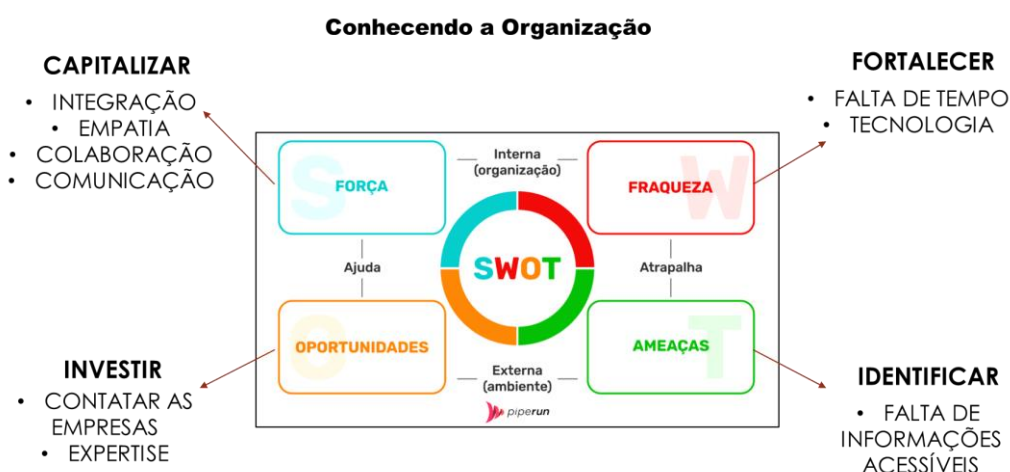 Conhecendo a Organização
CAPITALIZAR
• INTEGRAÇÃO
• EMPATIA
• COLABORAÇÃO
• COMUNICAÇÃO
FORTALECER
• FALTA DE TEMPO
• TECNOLOGIA
S
FORÇA
Interna
(organização)
W
FRAQUEZA
Ajuda
SWOT
Atrapalha
O
OPORTUNIDADES
T
AMEAÇAS
Externa
(ambiente)
piperun
INVESTIR
• CONTATAR AS
EMPRESAS
• EXPERTISE
IDENTIFICAR
• FALTA DE
INFORMAÇÕES
ACESSÍVEIS